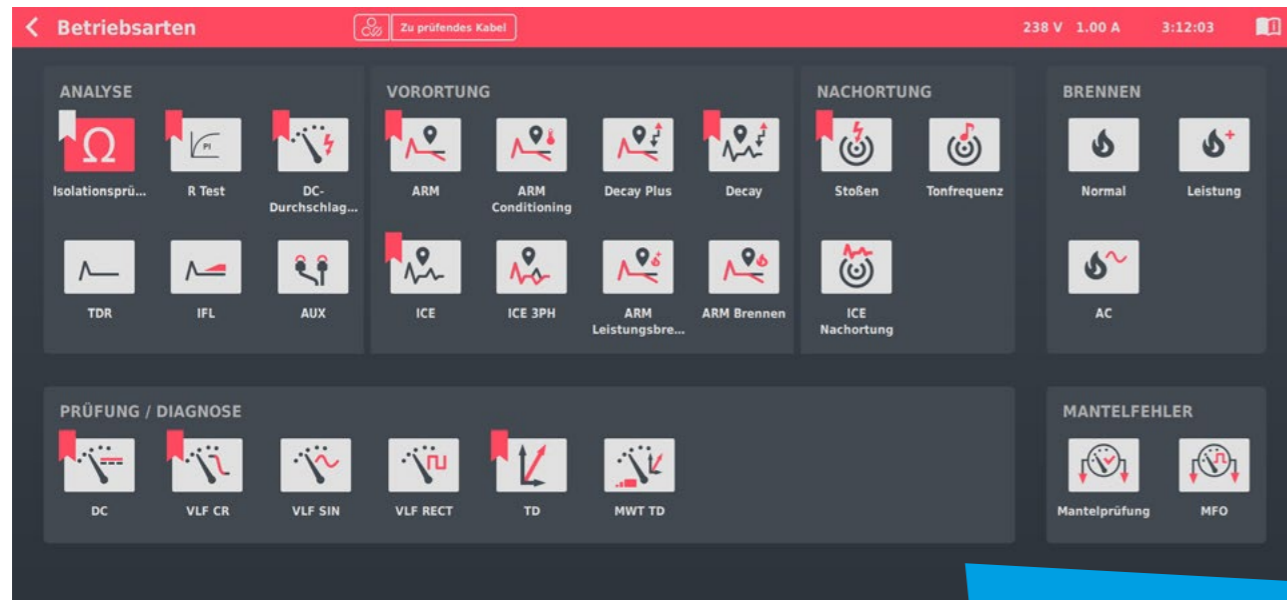 Betriebsarten
Zu prüfendes Kabel
238 V 1.00 A 3:12:03
ANALYSE
Ω
Isolationsprü...
PI
R Test
DC-
Durchschlag...
TDR
IFL
AUX
VORORTUNG
ARM
ARM
Conditioning
Decay Plus
Decay
ICE
ICE 3PH
ARM
Leistungsbre...
ARM Brennen
NACHORTUNG
Stoßen
Tonfrequenz
ICE
Nachortung
BRENNEN
Normal
Leistung
AC
PRÜFUNG / DIAGNOSE
DC
VLF CR
VLF SIN
VLF RECT
TD
MWT TD
MANTELFEHLER
Mantelprüfung
MFO